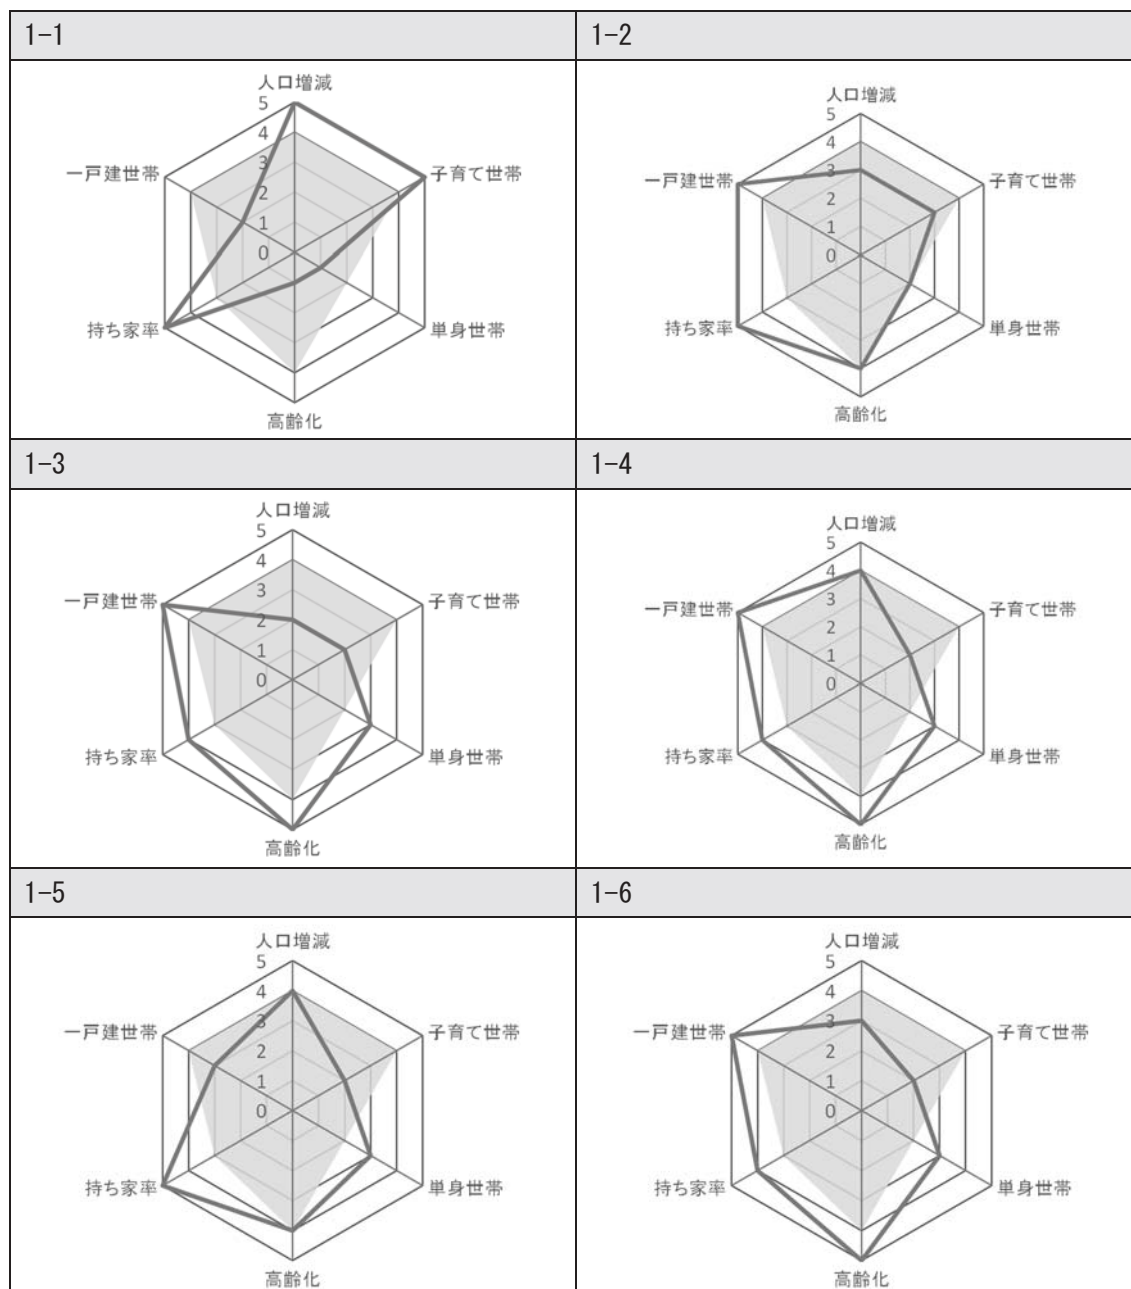 1-1
人口増減
5
4
3
2
1
0
一戸建世帯
子育て世帯
持ち家率
単身世帯
高齢化
1-2
人口増減
5
4
3
2
1
0
一戸建世帯
子育て世帯
持ち家率
単身世帯
高齢化
1-3
人口増減
5
4
3
2
1
0
一戸建世帯
子育て世帯
持ち家率
単身世帯
高齢化
1-4
人口増減
5
4
3
2
1
0
一戸建世帯
子育て世帯
持ち家率
単身世帯
高齢化
1-5
人口増減
5
4
3
2
1
0
一戸建世帯
子育て世帯
持ち家率
単身世帯
高齢化
1-6
人口増減
5
4
3
2
1
0
一戸建世帯
子育て世帯
持ち家率
単身世帯
高齢化